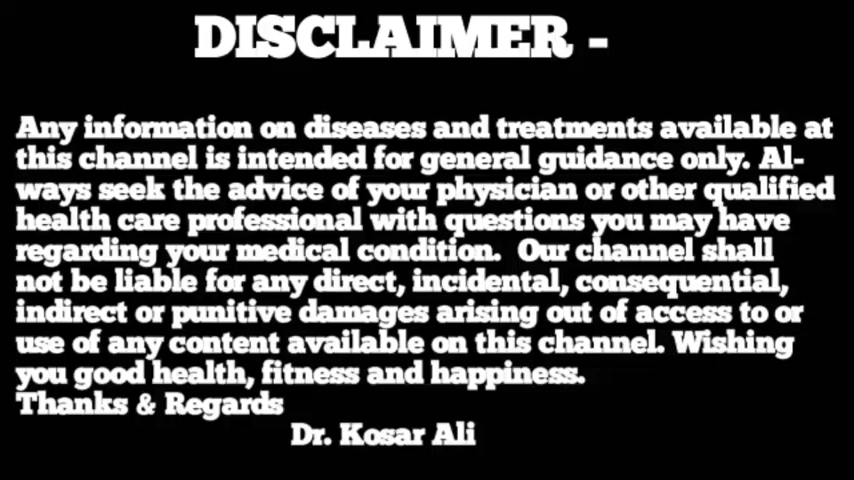 DISCLAIMER -
Any information on diseases and treatments available at
this channel is intended for general guidance only. Al-
ways seek the advice of your physician or other qualified
health care professional with questions you may have
regarding your medical condition.  Our channel shall
not be liable for any direct, incidental, consequential,
indirect or punitive damages arising out of access to or
use of any content available on this channel. Wishing
you good health, fitness and happiness.
Thanks & Regards
Dr. Kosar Ali